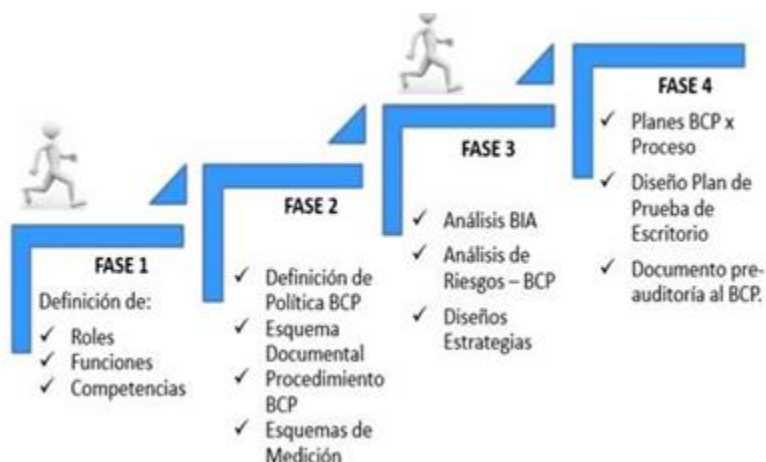 FASE 1
Definición de:
✓ Roles
✓ Funciones
✓ Competencias
FASE 2
✓ Definición de
Política BCP
✓ Esquema
Documental
✓ Procedimiento
BCP
✓ Esquemas de
Medición
FASE 3
✓ Análisis BIA
✓ Análisis de
Riesgos – BCP
✓ Diseños
Estrategias
FASE 4
✓ Planes BCP x
Proceso
✓ Diseño Plan de
Prueba de
Escritorio
✓ Documento pre-
auditoría al BCP.